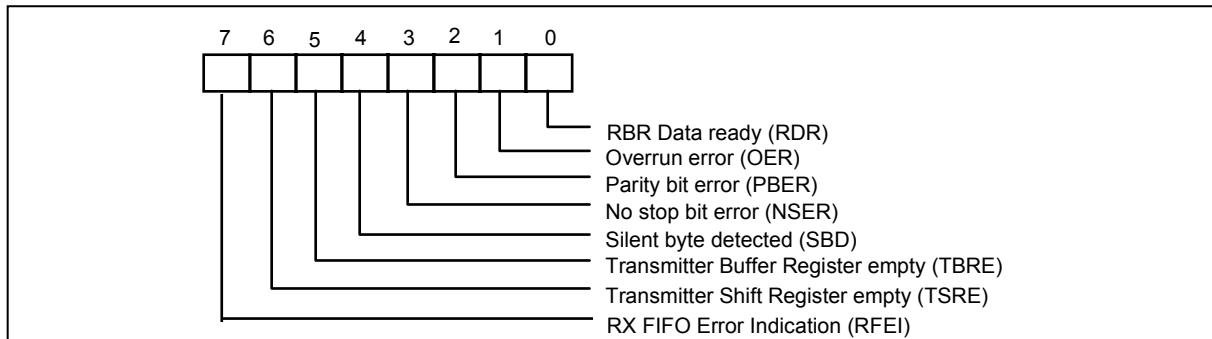 7 6 5 4 3 2 1 0
RBR Data ready (RDR)
Overrun error (OER)
Parity bit error (PBER)
No stop bit error (NSER)
Silent byte detected (SBD)
Transmitter Buffer Register empty (TBRE)
Transmitter Shift Register empty (TSRE)
RX FIFO Error Indication (RFEI)